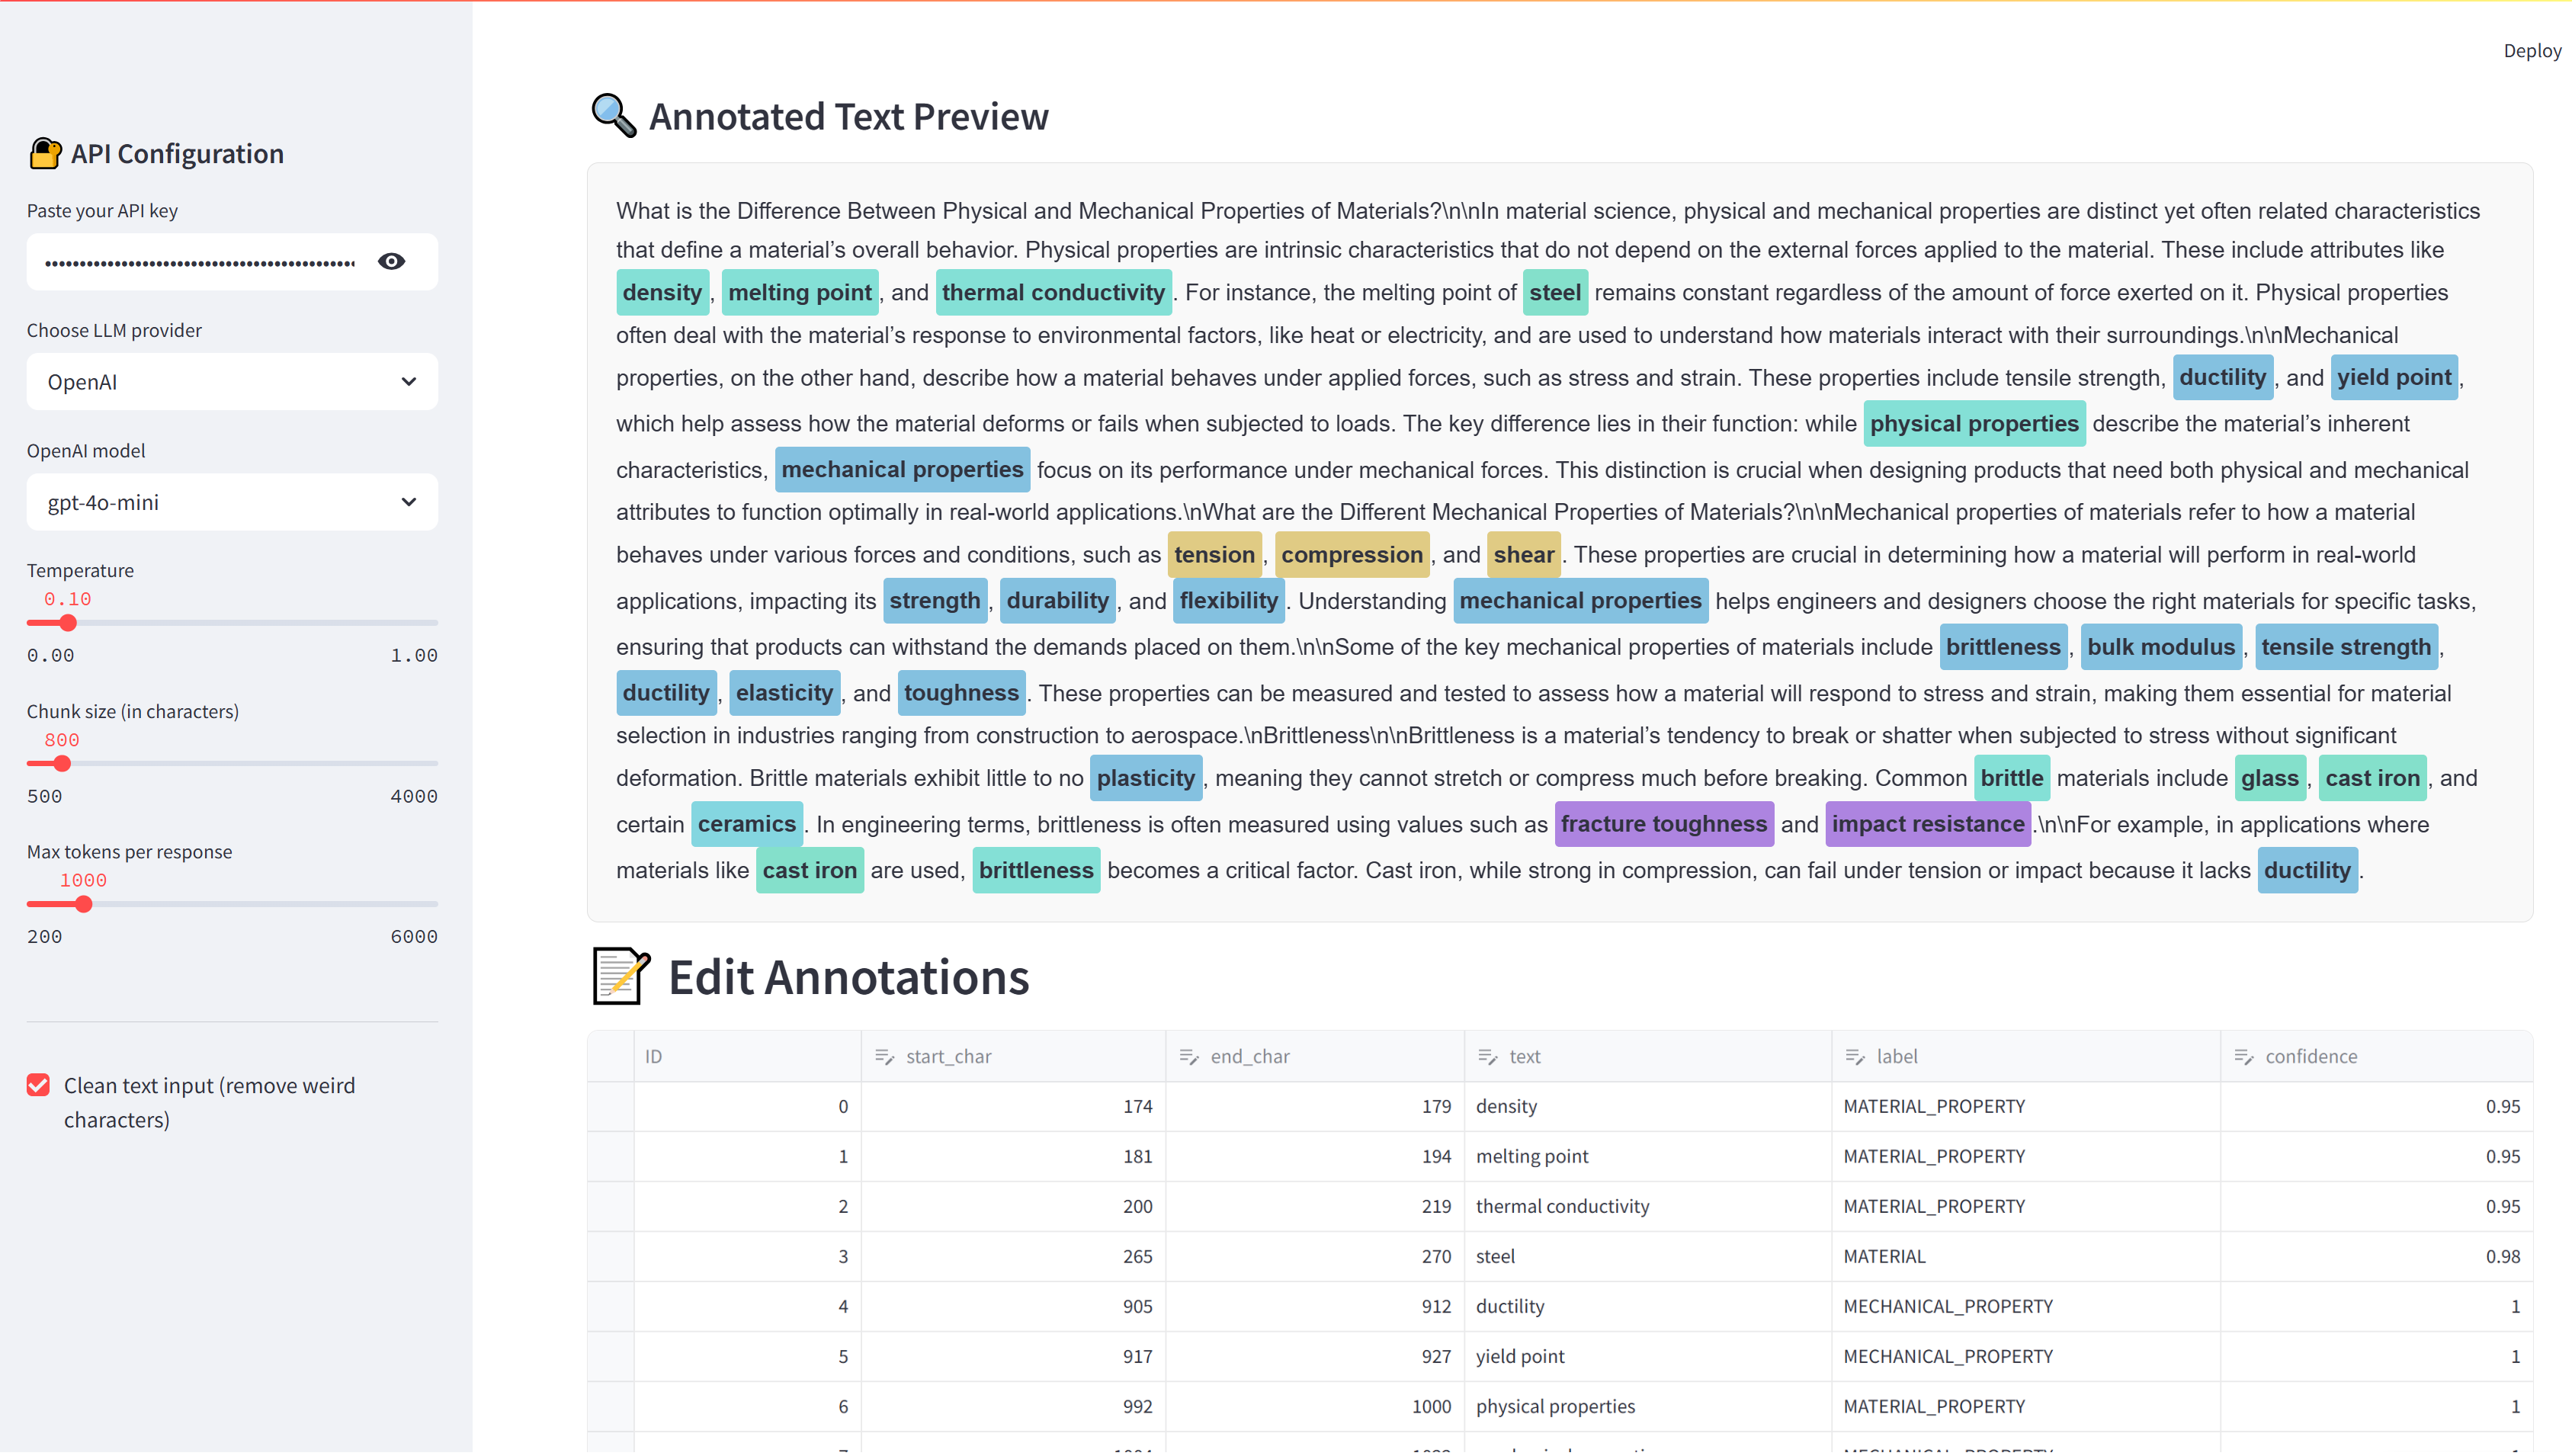 Deploy
🔐 API Configuration
Paste your API key
Choose LLM provider
OpenAI
OpenAI model
gpt-4o-mini
Temperature
0.10
0.00 1.00
Chunk size (in characters)
800
500 4000
Max tokens per response
1000
200 6000
Clean text input (remove weird
characters)
Annotated Text Preview
What is the Difference Between Physical and Mechanical Properties of Materials?\n\nIn material science, physical and mechanical properties are distinct yet often related characteristics
that define a material’s overall behavior. Physical properties are intrinsic characteristics that do not depend on the external forces applied to the material. These include attributes like
density , melting point , and thermal conductivity . For instance, the melting point of steel remains constant regardless of the amount of force exerted on it. Physical properties
often deal with the material’s response to environmental factors, like heat or electricity, and are used to understand how materials interact with their surroundings.\n\nMechanical
properties, on the other hand, describe how a material behaves under applied forces, such as stress and strain. These properties include tensile strength, ductility , and yield point ,
which help assess how the material deforms or fails when subjected to loads. The key difference lies in their function: while physical properties describe the material’s inherent
characteristics, mechanical properties focus on its performance under mechanical forces. This distinction is crucial when designing products that need both physical and mechanical
attributes to function optimally in real-world applications.\nWhat are the Different Mechanical Properties of Materials?\n\nMechanical properties of materials refer to how a material
behaves under various forces and conditions, such as tension , compression , and shear . These properties are crucial in determining how a material will perform in real-world
applications, impacting its strength , durability , and flexibility . Understanding mechanical properties helps engineers and designers choose the right materials for specific tasks,
ensuring that products can withstand the demands placed on them.\n\nSome of the key mechanical properties of materials include brittleness , bulk modulus , tensile strength ,
ductility , elasticity , and toughness . These properties can be measured and tested to assess how a material will respond to stress and strain, making them essential for material
selection in industries ranging from construction to aerospace.\nBrittleness\n\nBrittleness is a material’s tendency to break or shatter when subjected to stress without significant
deformation. Brittle materials exhibit little to no plasticity , meaning they cannot stretch or compress much before breaking. Common brittle materials include glass , cast iron , and
certain ceramics . In engineering terms, brittleness is often measured using values such as fracture toughness and impact resistance .\n\nFor example, in applications where
materials like cast iron are used, brittleness becomes a critical factor. Cast iron, while strong in compression, can fail under tension or impact because it lacks ductility .
Edit Annotations
ID start_char end_char text label confidence
0 174 179 density MATERIAL_PROPERTY 0.95
1 181 194 melting point MATERIAL_PROPERTY 0.95
2 200 219 thermal conductivity MATERIAL_PROPERTY 0.95
3 265 270 steel MATERIAL 0.98
4 905 912 ductility MECHANICAL_PROPERTY 1
5 917 927 yield point MECHANICAL_PROPERTY 1
6 992 1000 physical properties MATERIAL_PROPERTY 1